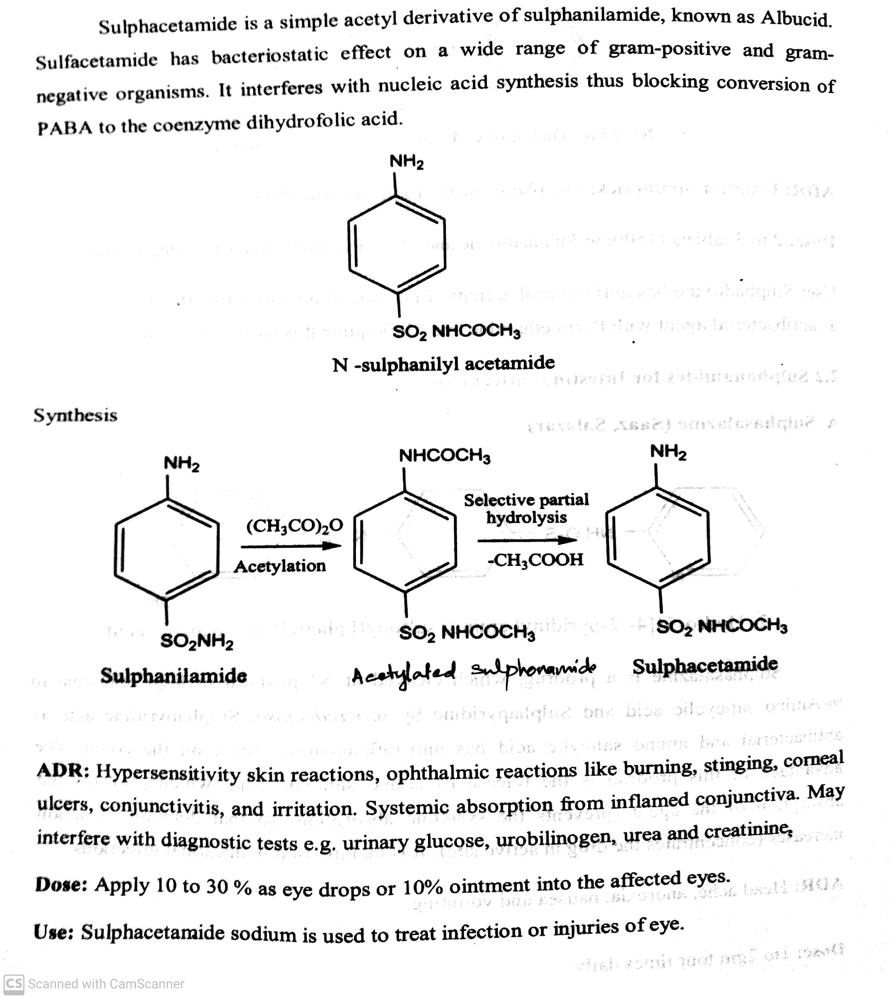 Sulphacetamide is a simple acetyl derivative of sulphanilamide, known as Albucid.
Sulfacetamide has bacteriostatic effect on a wide range of gram-positive and gram-
negative organisms. It interferes with nucleic acid synthesis thus blocking conversion of
PABA to the coenzyme dihydrofolic acid.
NH₂
SO₂ NHCOCH₃
N -sulphanilyl acetamide
Synthesis
NH₂
(CH₃CO)₂O
Acetylation
SO₂NH₂
Sulphanilamide
NHCOCH₃
SO₂ NHCOCH₃
Acetylated sulphonamide
Selective partial
hydrolysis
-CH₃COOH
NH₂
SO₂ NHCOCH₃
Sulphacetamide
ADR: Hypersensitivity skin reactions, ophthalmic reactions like burning, stinging, corneal
ulcers, conjunctivitis, and irritation. Systemic absorption from inflamed conjunctiva. May
interfere with diagnostic tests e.g. urinary glucose, urobilinogen, urea and creatinine,
Dose: Apply 10 to 30 % as eye drops or 10% ointment into the affected eyes.
Use: Sulphacetamide sodium is used to treat infection or injuries of eye.
CS Scanned with CamScanner